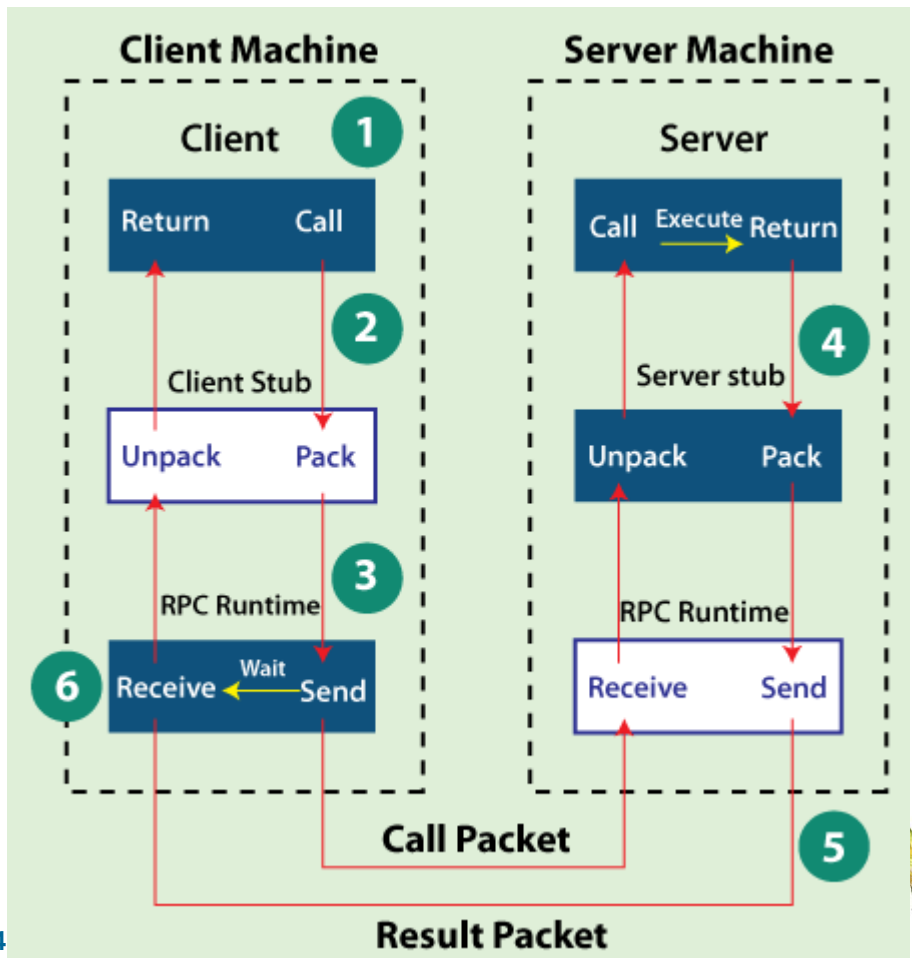 Client Machine
Server Machine
Client
1
Server
Return
Call
Call
Execute
Return
2
4
Client Stub
Server stub
Unpack
Pack
Unpack
Pack
3
RPC Runtime
RPC Runtime
6
Receive
Wait
Send
Receive
Send
Call Packet
5
Result Packet
4